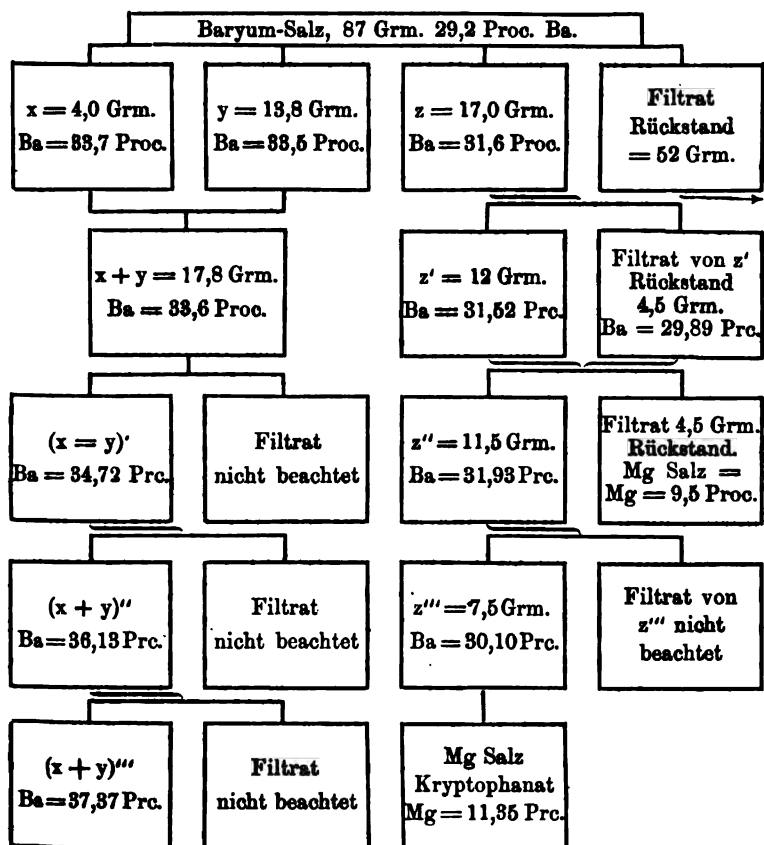 Baryum-Salz, 87 Grm. 29,2 Proc. Ba.
x = 4,0 Grm.
Ba = 33,7 Proc.
y = 13,8 Grm.
Ba = 33,5 Proc.
z = 17,0 Grm.
Ba = 31,6 Proc.
Filtrat
Rückstand
= 52 Grm.
x + y = 17,8 Grm.
Ba = 33,6 Proc.
z′ = 12 Grm.
Ba = 31,52 Prc.
Filtrat von z′
Rückstand
4,5 Grm.
Ba = 29,89 Prc.
(x = y)′
Ba = 34,72 Prc.
Filtrat
nicht beachtet
z″ = 11,5 Grm.
Ba = 31,93 Prc.
Filtrat 4,5 Grm.
Rückstand.
Mg Salz =
Mg = 9,5 Proc.
(x + y)″
Ba = 36,13 Prc.
Filtrat
nicht beachtet
z‴ = 7,5 Grm.
Ba = 30,10 Prc.
Filtrat von
z‴ nicht
beachtet
(x + y)‴
Ba = 37,37 Prc.
Filtrat
nicht beachtet
Mg Salz
Kryptophanat
Mg = 11,35 Prc.